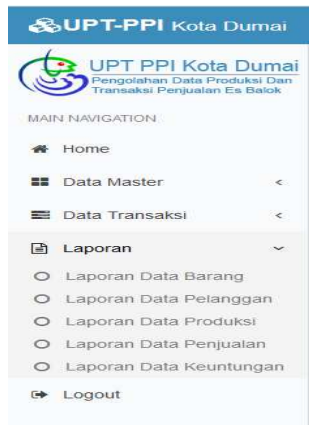 UPT-PPI Kota Dumai
UPT PPI Kota Dumai
Pengolahan Data Produksi Dan
Transaksi Penjualan Es Balok
MAIN NAVIGATION
Home
Data Master
Data Transaksi
Laporan
Laporan Data Barang
Laporan Data Pelanggan
Laporan Data Produksi
Laporan Data Penjualan
Laporan Data Keuntungan
Logout